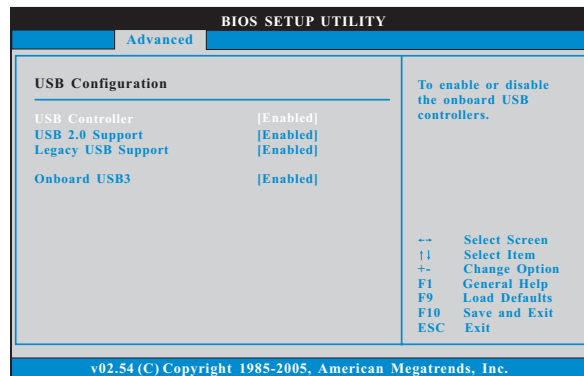 BIOS SETUP UTILITY
Advanced
USB Configuration
USB Controller [Enabled]
USB 2.0 Support [Enabled]
Legacy USB Support [Enabled]
Onboard USB3 [Enabled]
To enable or disable
the onboard USB
controllers.
←→ Select Screen
↑↓ Select Item
+- Change Option
F1 General Help
F9 Load Defaults
F10 Save and Exit
ESC Exit
v02.54 (C) Copyright 1985-2005, American Megatrends, Inc.